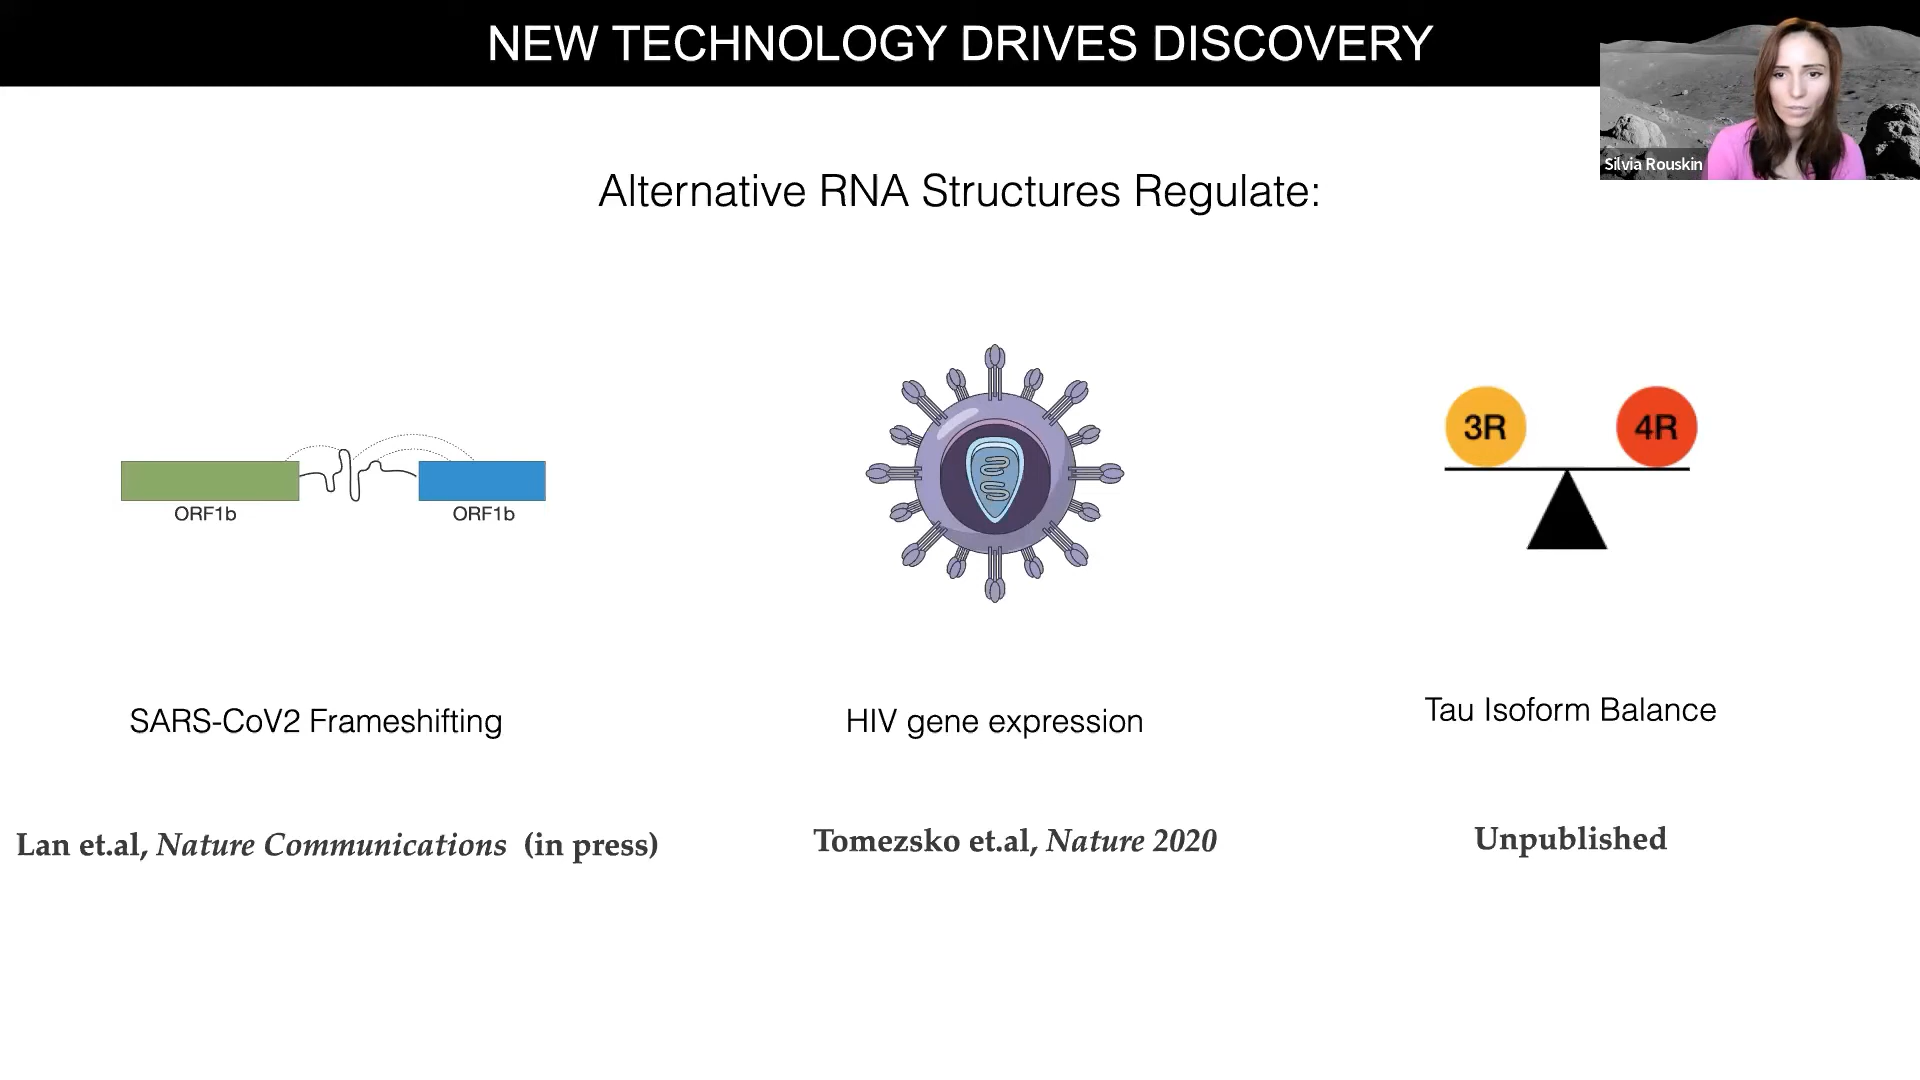 NEW TECHNOLOGY DRIVES DISCOVERY
Silvia Rouskin
Alternative RNA Structures Regulate:
3R
4R
ORF1b
ORF1b
SARS-CoV2 Frameshifting
HIV gene expression
Tau Isoform Balance
Lan et.al, Nature Communications (in press)
Tomezsko et.al, Nature 2020
Unpublished